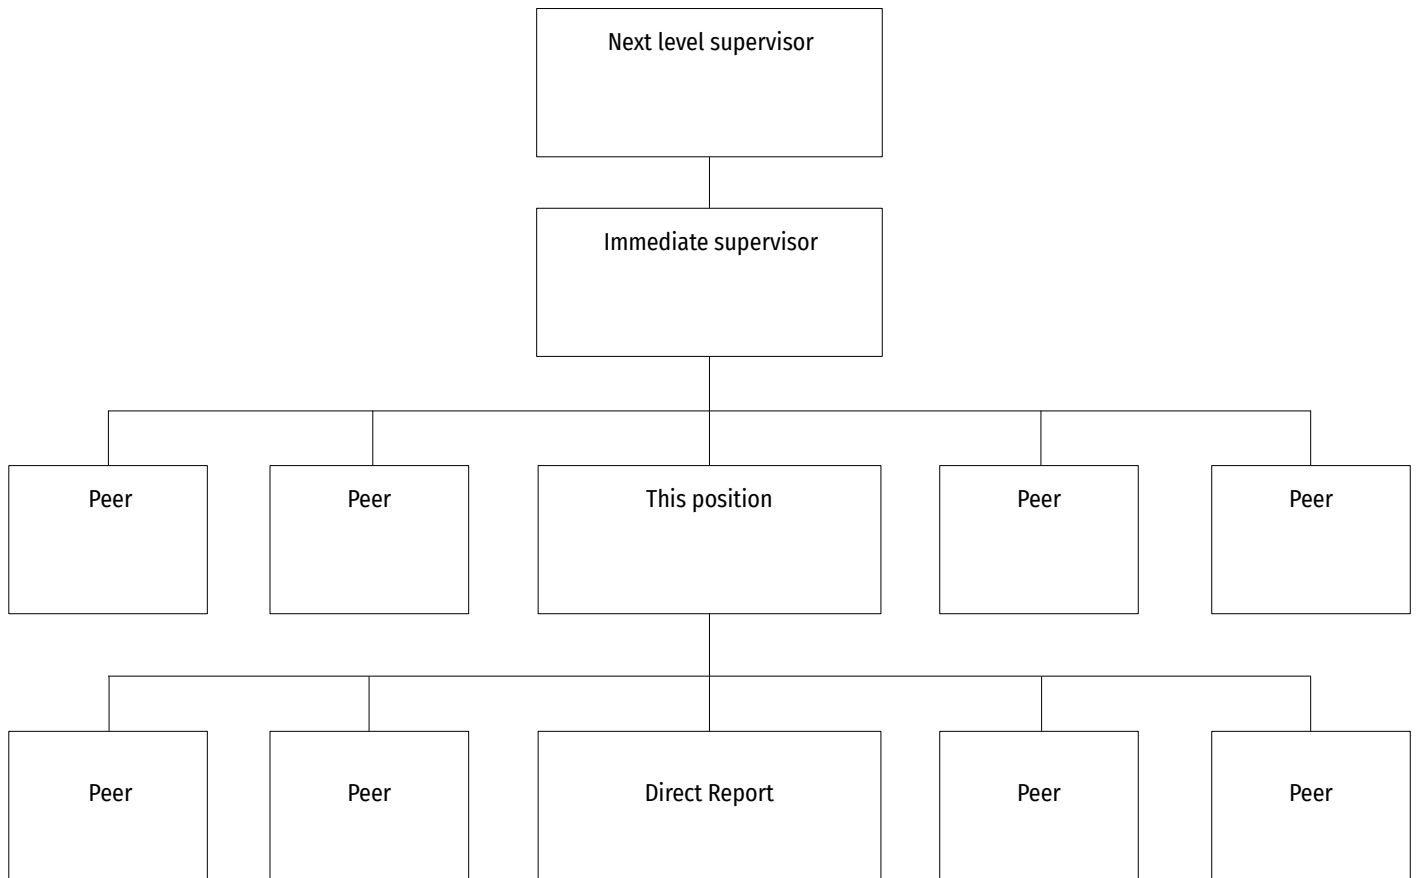 Next level supervisor
Immediate supervisor
Peer
Peer
This position
Peer
Peer
Peer
Peer
Direct Report
Peer
Peer